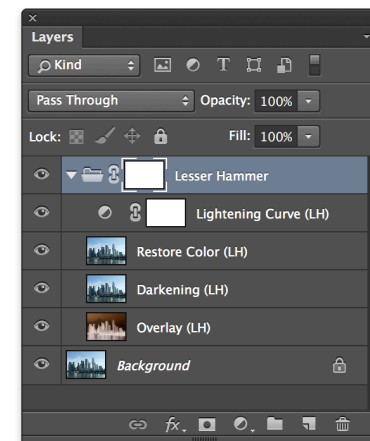 Layers
Kind
T
Pass Through Opacity: 100%
Lock: Fill: 100%
Lesser Hammer
Lightening Curve (LH)
Restore Color (LH)
Darkening (LH)
Overlay (LH)
Background
fx.